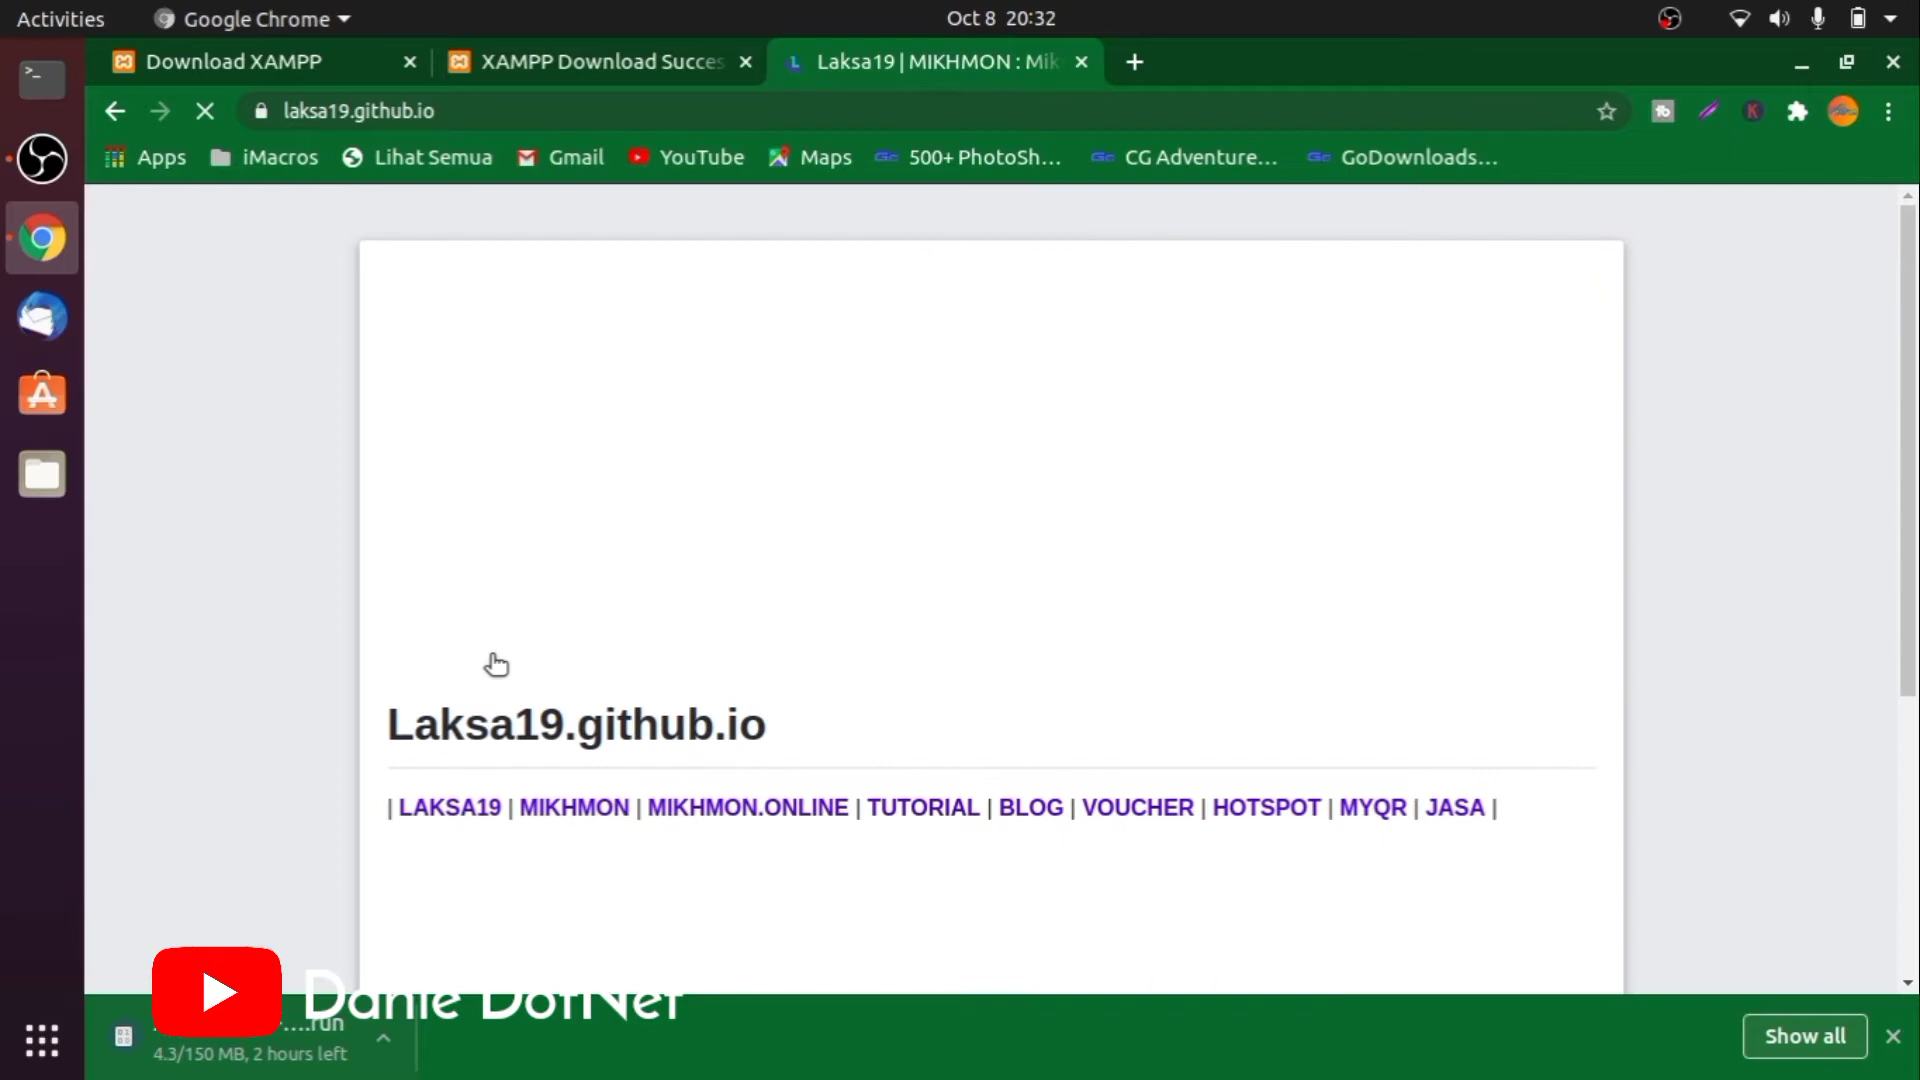 Activities Google Chrome Oct 8 20:32
Download XAMPP XAMPP Download Succes Laksa19 | MIKHMON : Mik
laksa19.github.io
Apps iMacros Lihat Semua Gmail YouTube Maps 500+ PhotoSh... CG Adventure... GoDownloads...
Laksa19.github.io
| LAKSA19 | MIKHMON | MIKHMON.ONLINE | TUTORIAL | BLOG | VOUCHER | HOTSPOT | MYQR | JASA |
Danie DotNet
....run
4.3/150 MB, 2 hours left
Show all